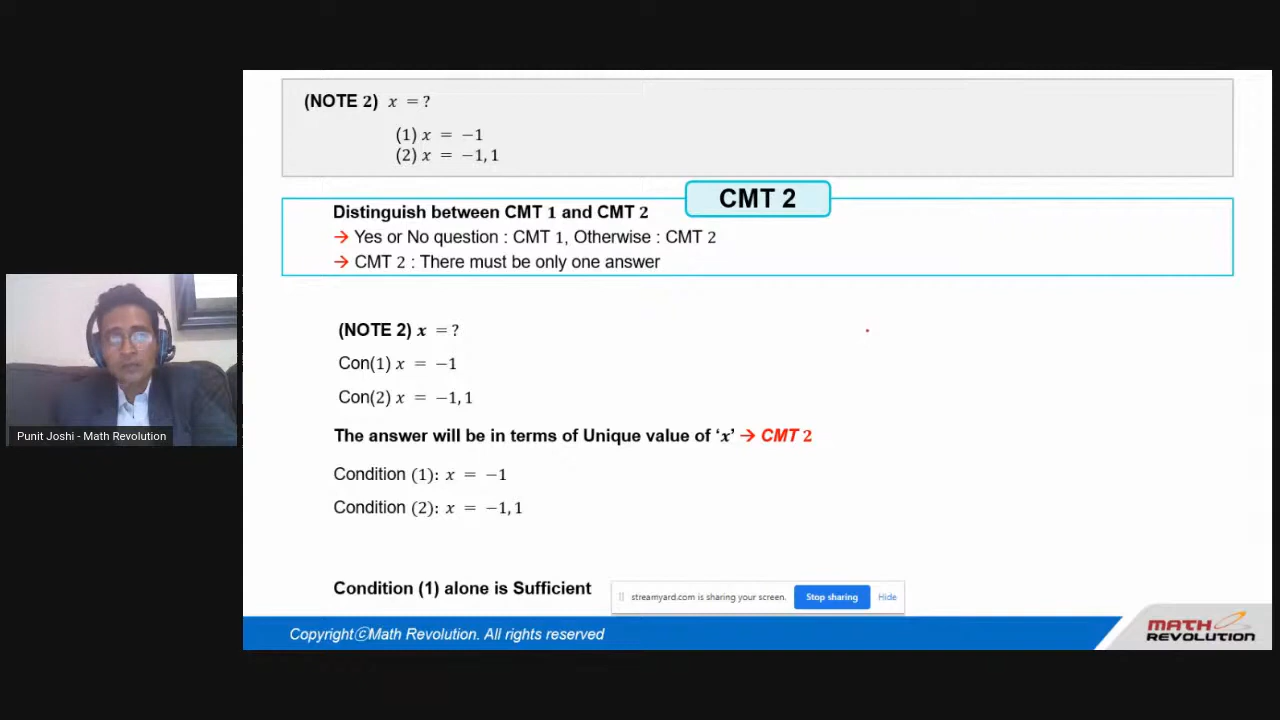 (NOTE 2) x = ?
(1) x = −1
(2) x = −1, 1
CMT 2
Distinguish between CMT 1 and CMT 2
→ Yes or No question : CMT 1, Otherwise : CMT 2
→ CMT 2 : There must be only one answer
(NOTE 2) x = ?
Con(1) x = −1
Con(2) x = −1, 1
The answer will be in terms of Unique value of ‘x’ → CMT 2
Condition (1): x = −1
Condition (2): x = −1, 1
Condition (1) alone is Sufficient
streamyard.com is sharing your screen. Stop sharing Hide
CopyrightⓒMath Revolution. All rights reserved
MATH
REVOLUTION
Punit Joshi - Math Revolution